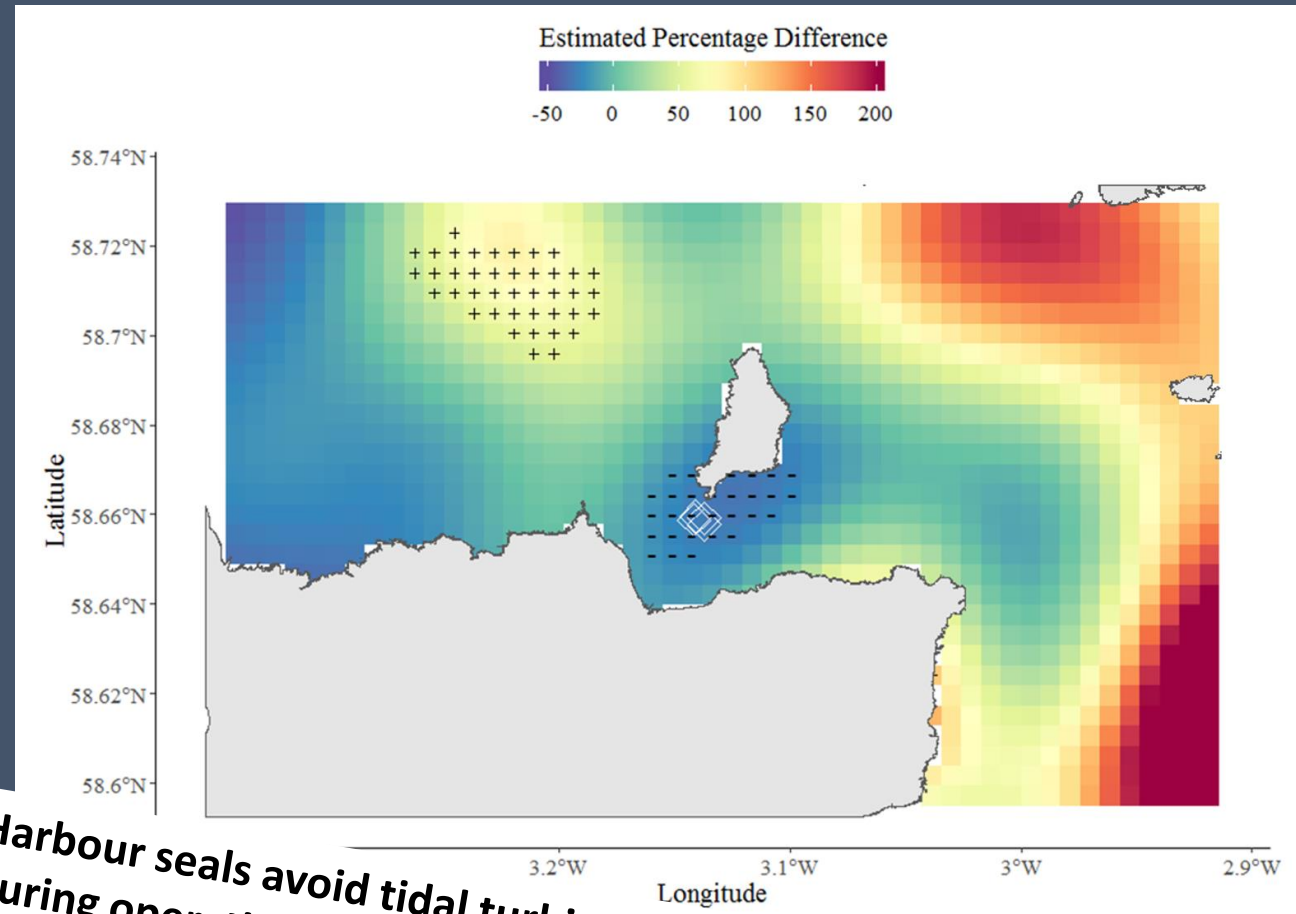 Estimated Percentage Difference
-50 0 50 100 150 200
58.74°N
58.72°N
58.7°N
58.68°N
58.66°N
58.64°N
58.62°N
58.6°N
Latitude
3.2°W 3.1°W 3°W 2.9°W
Longitude
Harbour seals avoid tidal